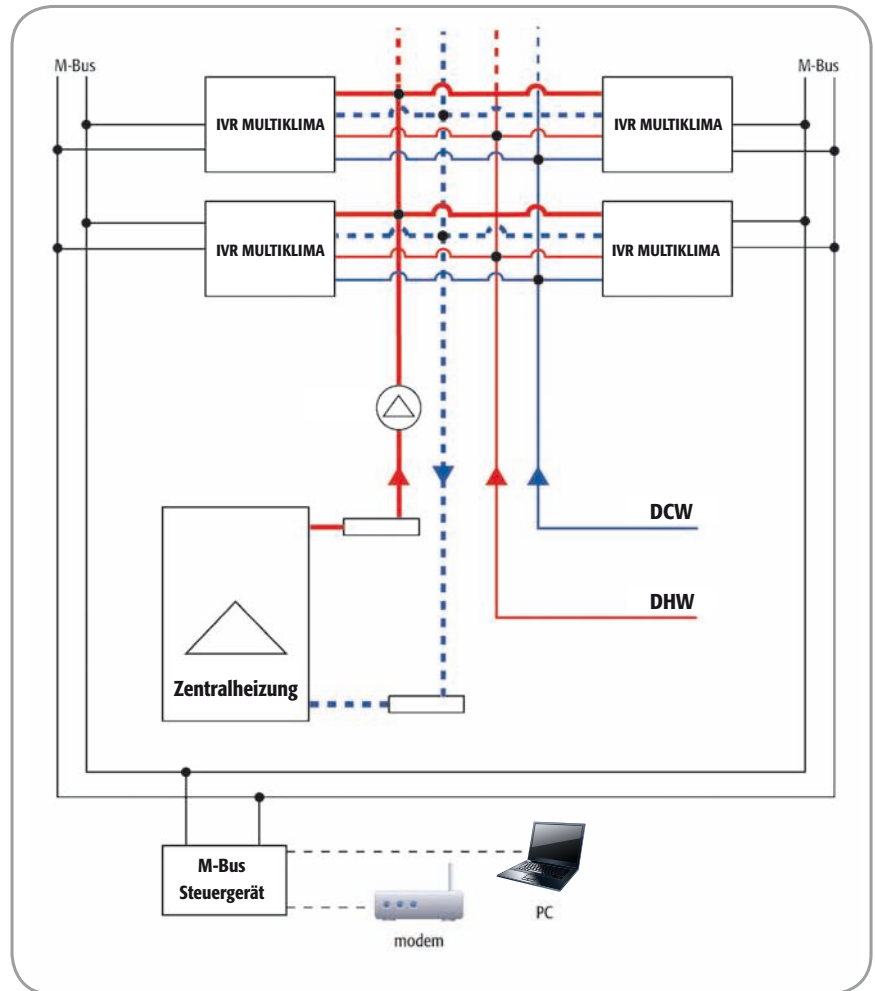 M-Bus
M-Bus
IVR MULTIKLIMA
IVR MULTIKLIMA
IVR MULTIKLIMA
IVR MULTIKLIMA
DCW
DHW
Zentralheizung
M-Bus
Steuergerät
PC
modem